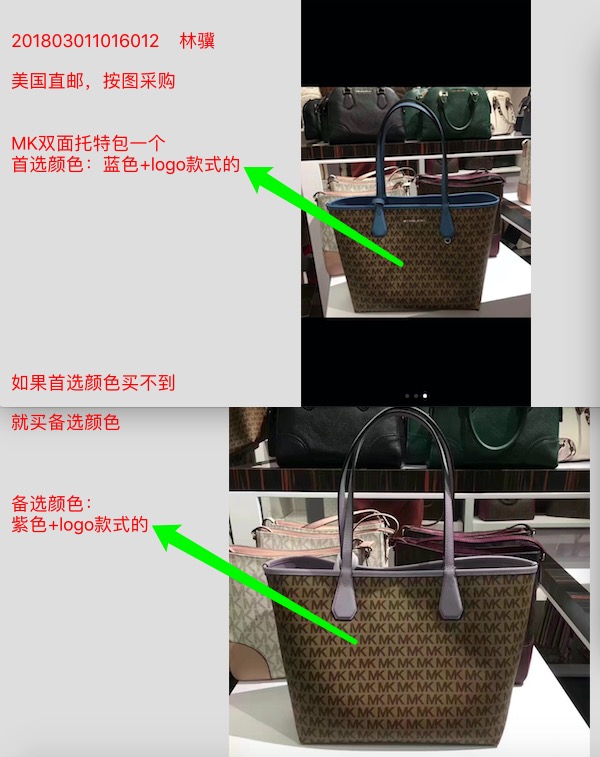 201803011016012 林骥
美国直邮，按图采购
MK双面托特包一个
首选颜色：蓝色+logo款式的
如果首选颜色买不到
就买备选颜色
备选颜色：
紫色+logo款式的